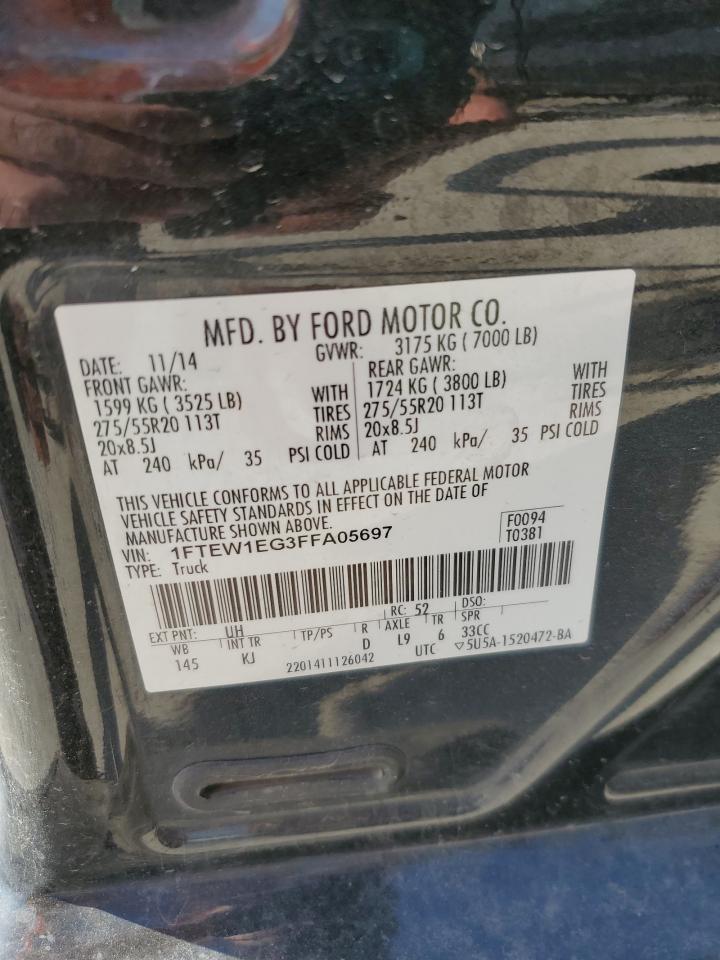 MFD. BY FORD MOTOR CO.
DATE: 11/14 GVWR: 3175 KG ( 7000 LB)
FRONT GAWR: REAR GAWR:
1599 KG ( 3525 LB) WITH 1724 KG ( 3800 LB) WITH
275/55R20 113T TIRES 275/55R20 113T TIRES
20x8.5J RIMS 20x8.5J RIMS
AT 240 kPa/ 35 PSI COLD AT 240 kPa/ 35 PSI COLD
THIS VEHICLE CONFORMS TO ALL APPLICABLE FEDERAL MOTOR
VEHICLE SAFETY STANDARDS IN EFFECT ON THE DATE OF
MANUFACTURE SHOWN ABOVE.
VIN: 1FTEW1EG3FFA05697 F0094
TYPE: Truck T0381
EXT PNT: UH RC: 52 DSO:
WB INT TR TP/PS R AXLE TR SPR
145 KJ D L9 6 33CC
2201411126042 UTC ▽5U5A-1520472-BA